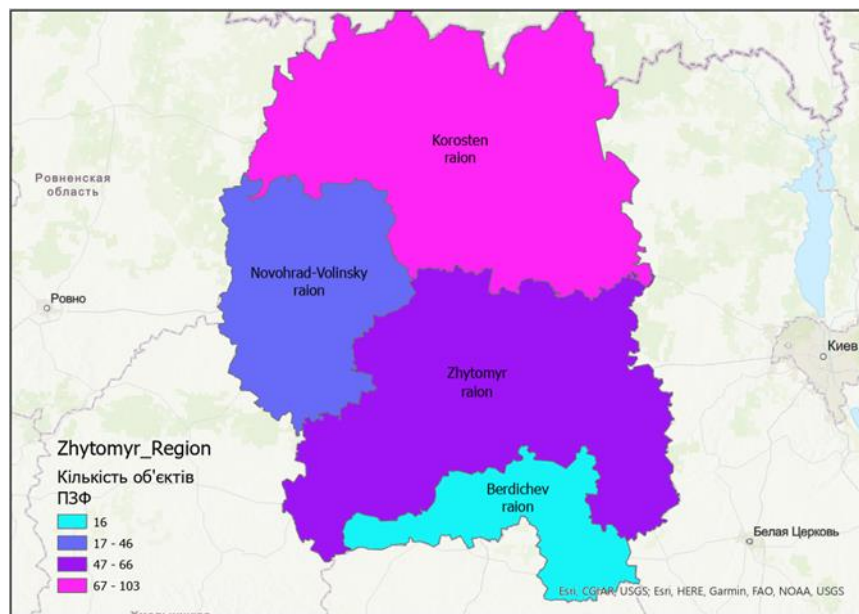 Korosten
raion
Ровненская
область
Novohrad-Volinsky
raion
Ровно
Киев
Zhytomyr
raion
Zhytomyr_Region
Кількість об'єктів
ПЗФ
16
17 - 46
47 - 66
67 - 103
Berdichev
raion
Белая Церковь
Esri, CGIAR, USGS; Esri, HERE, Garmin, FAO, NOAA, USGS